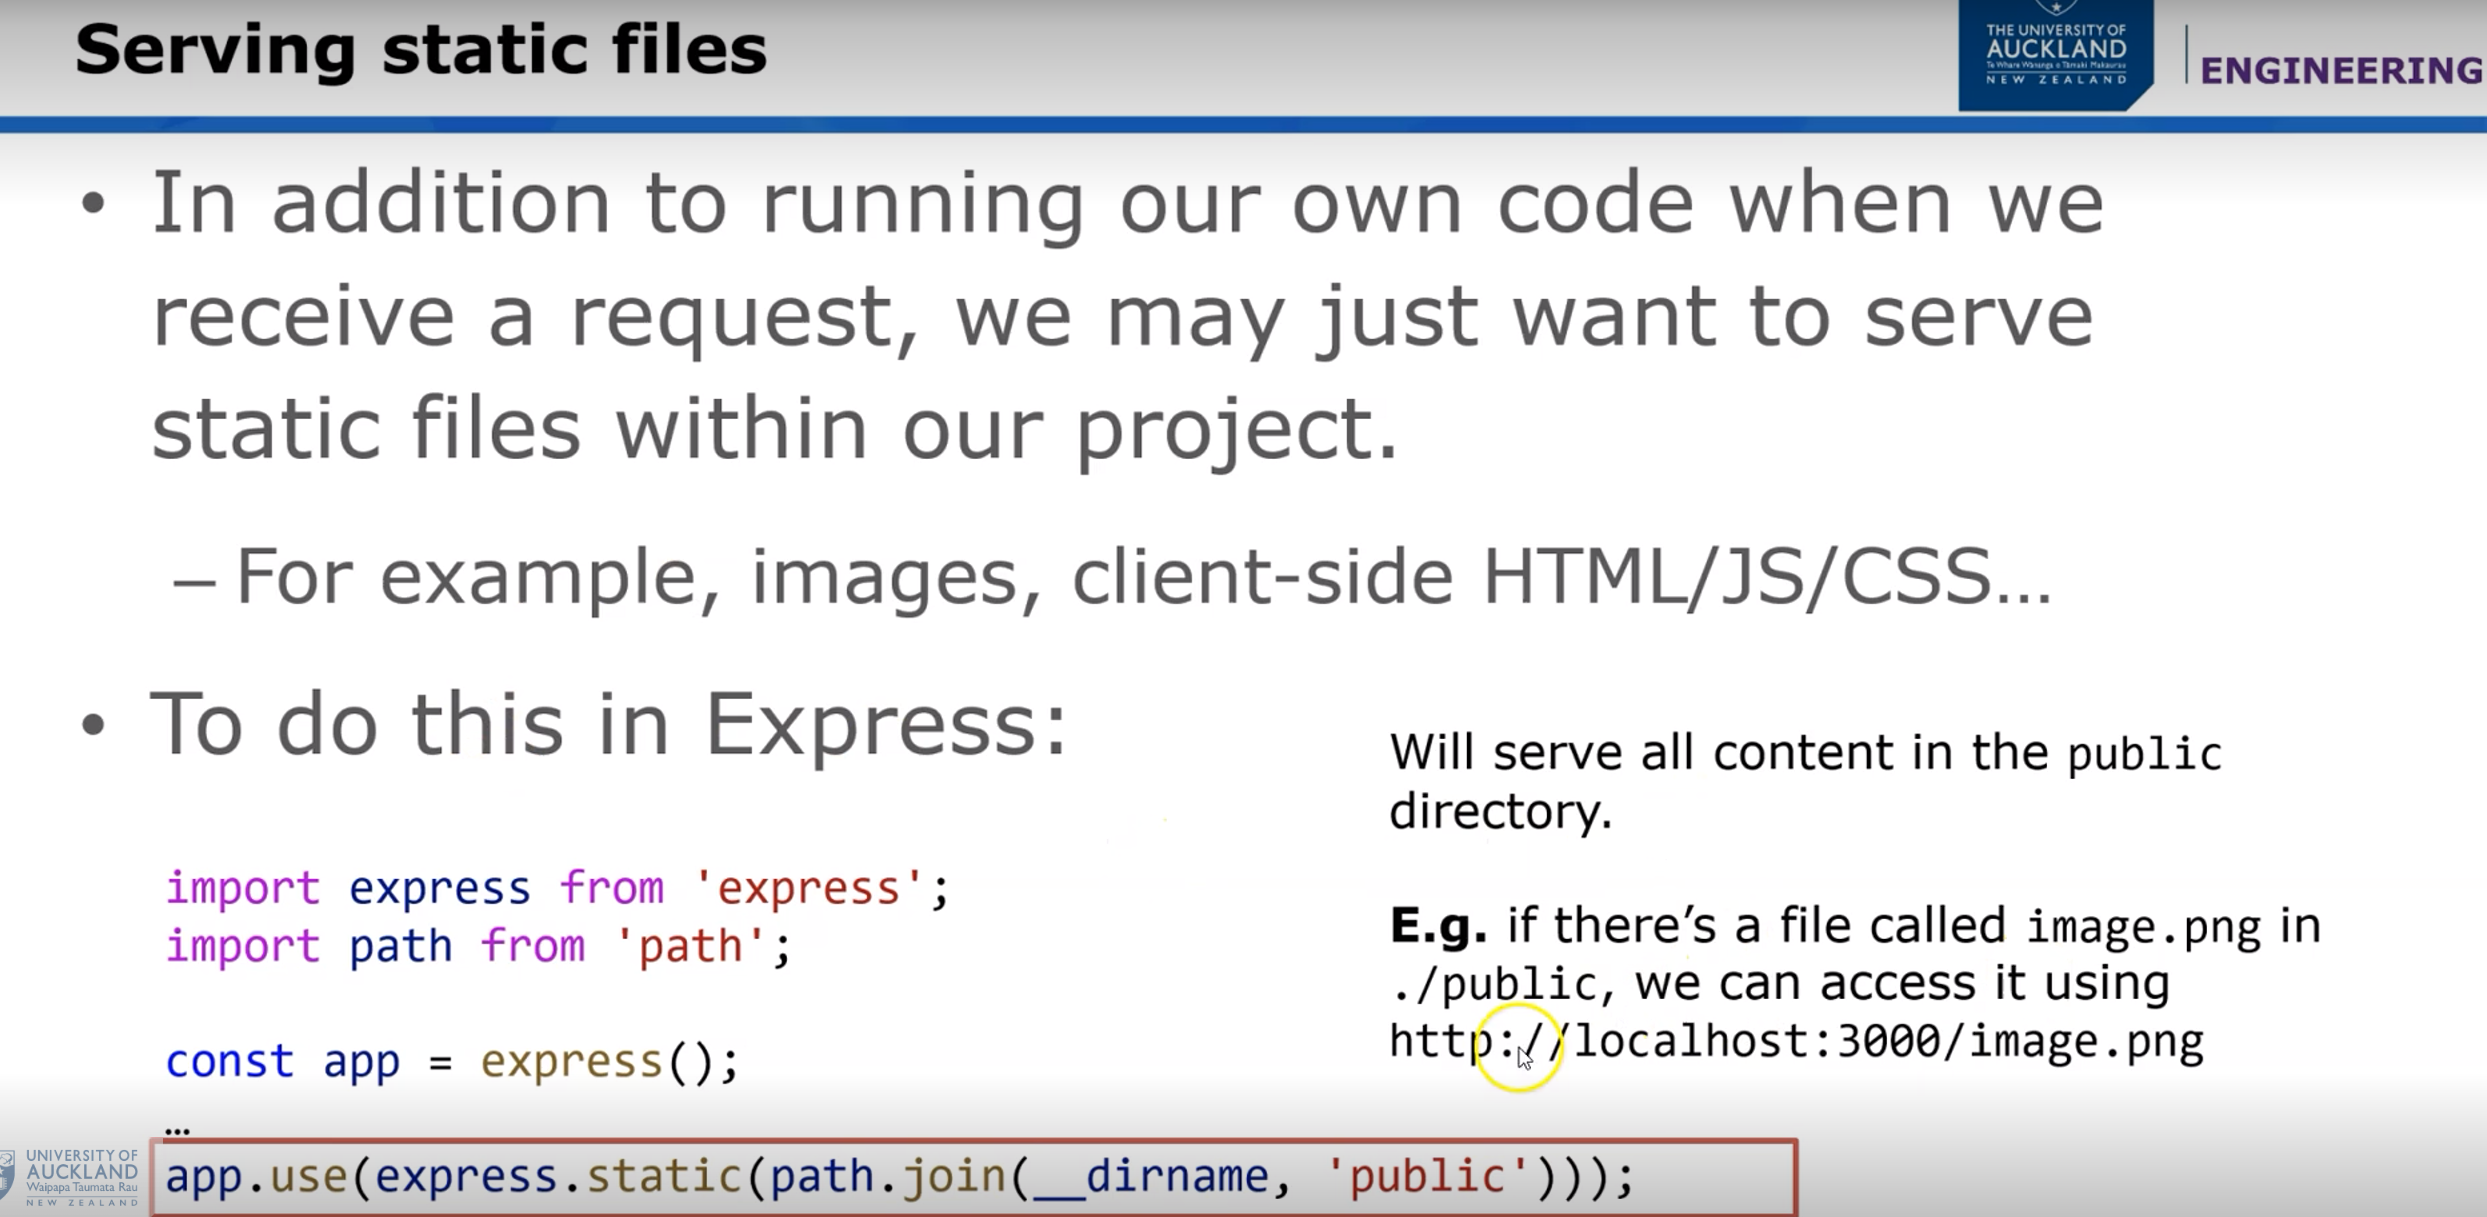 Serving static files
THE UNIVERSITY OF
AUCKLAND
Te Whare Wānanga o Tāmaki Makaurau
NEW ZEALAND
ENGINEERING
• In addition to running our own code when we
receive a request, we may just want to serve
static files within our project.
– For example, images, client-side HTML/JS/CSS…
• To do this in Express:
import express from 'express';
import path from 'path';
const app = express();
…
app.use(express.static(path.join(__dirname, 'public')));
Will serve all content in the public
directory.
E.g. if there’s a file called image.png in
./public, we can access it using
http://localhost:3000/image.png
UNIVERSITY OF
AUCKLAND
Waipapa Taumata Rau
NEW ZEALAND